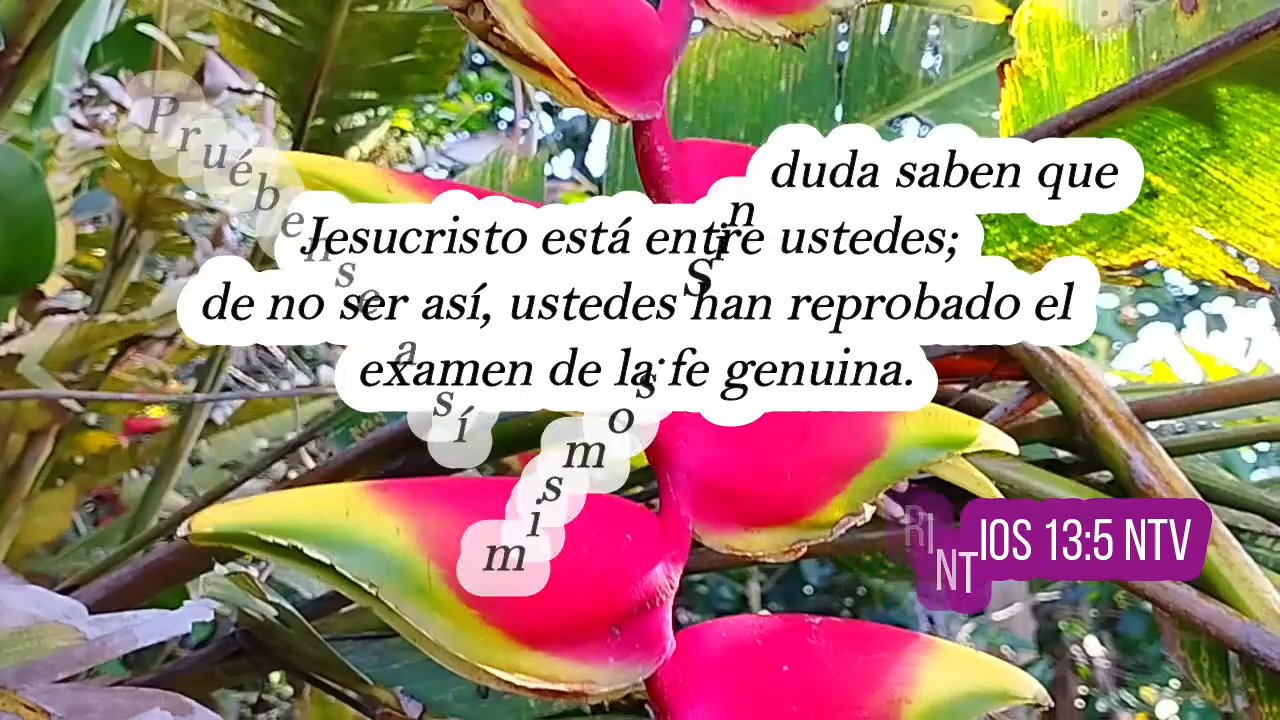 Pruébense a sí mismos. Sin duda saben que
Jesucristo está entre ustedes;
de no ser así, ustedes han reprobado el
examen de la fe genuina.
RINTIOS 13:5 NTV